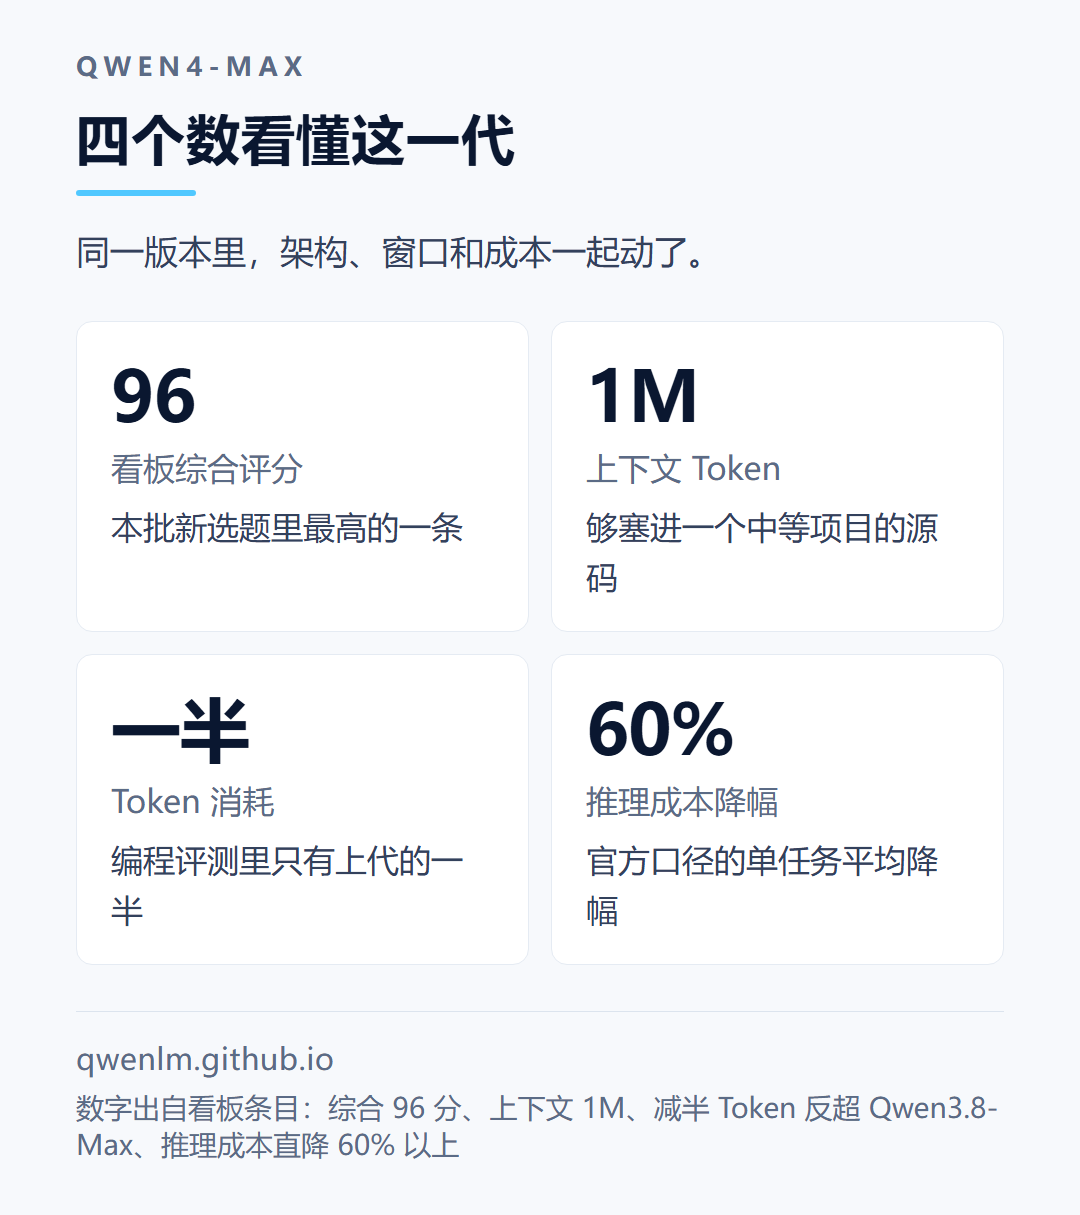 QWEN4-MAX
四个数看懂这一代
同一版本里，架构、窗口和成本一起动了。
96
看板综合评分
本批新选题里最高的一条
1M
上下文 Token
够塞进一个中等项目的源
码
一半
Token 消耗
编程评测里只有上代的一
半
60%
推理成本降幅
官方口径的单任务平均降
幅
qwenlm.github.io
数字出自看板条目：综合 96 分、上下文 1M、减半 Token 反超 Qwen3.8-
Max、推理成本直降 60% 以上